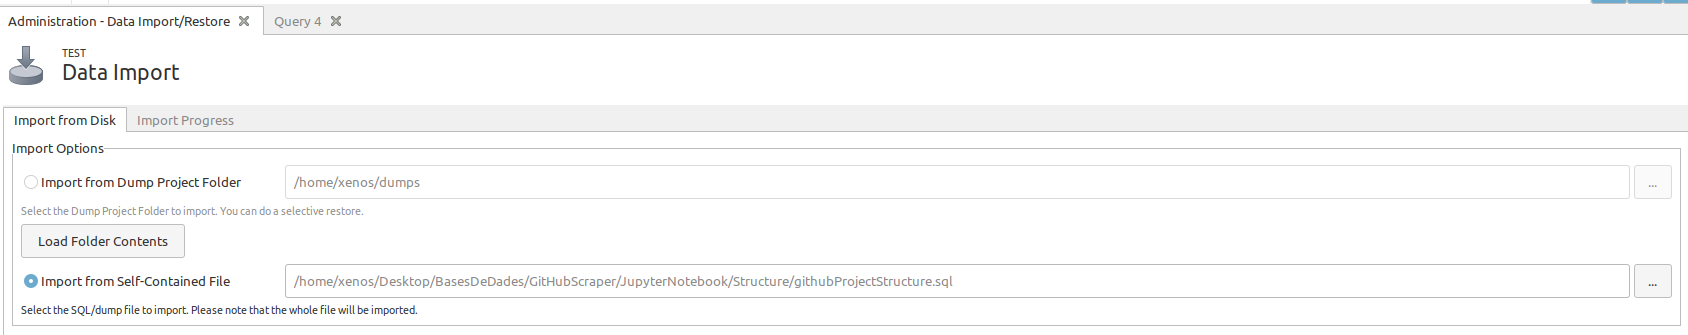 Administration - Data Import/Restore Query 4
TEST
Data Import
Import from Disk Import Progress
Import Options
Import from Dump Project Folder /home/xenos/dumps ...
Select the Dump Project Folder to import. You can do a selective restore.
Load Folder Contents
Import from Self-Contained File /home/xenos/Desktop/BasesDeDades/GitHubScraper/JupyterNotebook/Structure/githubProjectStructure.sql ...
Select the SQL/dump file to import. Please note that the whole file will be imported.